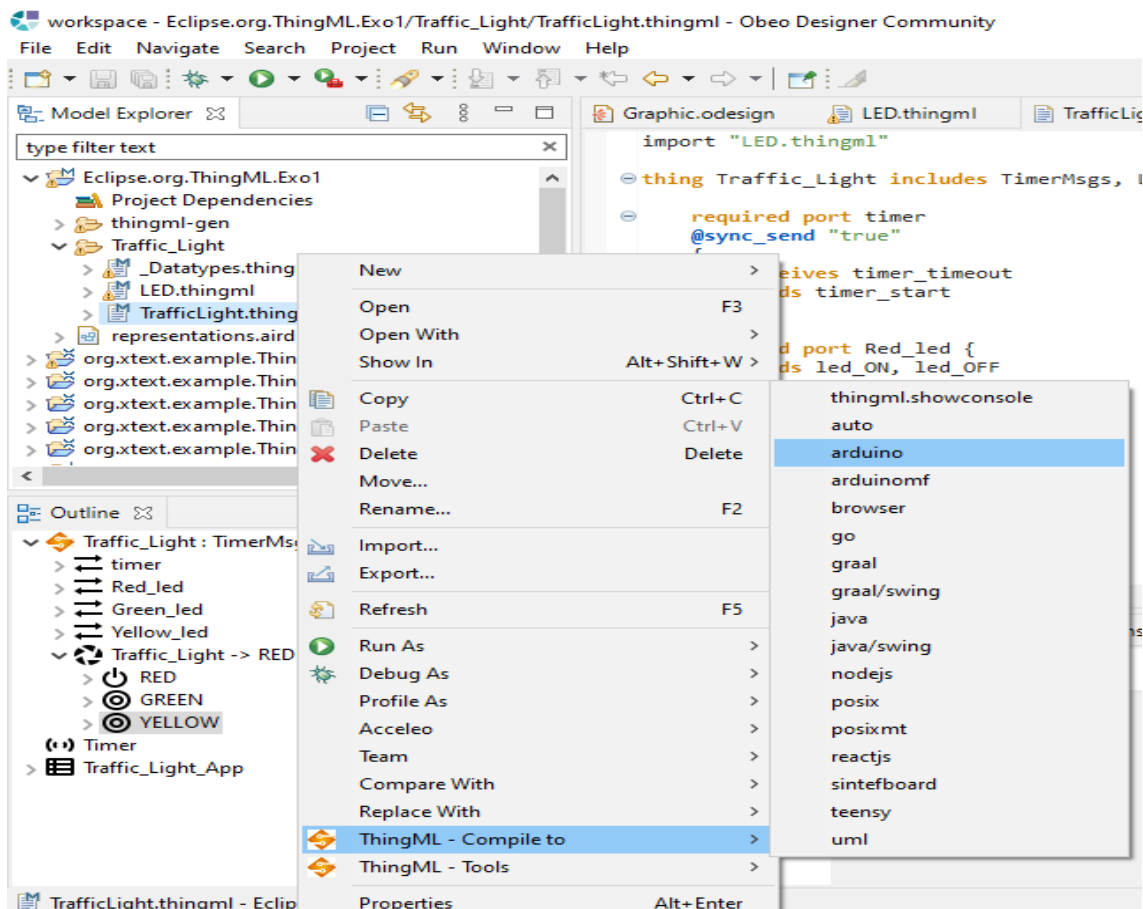 workspace - Eclipse.org.ThingML.Exo1/Traffic_Light/TrafficLight.thingml - Obeo Designer Community
File Edit Navigate Search Project Run Window Help
Model Explorer
type filter text
Eclipse.org.ThingML.Exo1
Project Dependencies
thingml-gen
Traffic_Light
_Datatypes.thing
LED.thingml
TrafficLight.thing
representations.aird
org.xtext.example.Thin
org.xtext.example.Thin
org.xtext.example.Thin
org.xtext.example.Thin
org.xtext.example.Thin
Outline
Traffic_Light : TimerMs
timer
Red_led
Green_led
Yellow_led
Traffic_Light -> RED
RED
GREEN
YELLOW
Timer
Traffic_Light_App
TrafficLight.thingml - Eclip
Graphic.odesign LED.thingml TrafficLig
import "LED.thingml"
thing Traffic_Light includes TimerMsgs, L
required port timer
@sync_send "true"
{
eives timer_timeout
ds timer_start
d port Red_led {
ds led_ON, led_OFF
New >
Open F3
Open With >
Show In Alt+Shift+W >
Copy Ctrl+C
Paste Ctrl+V
Delete Delete
Move...
Rename... F2
Import...
Export...
Refresh F5
Run As >
Debug As >
Profile As >
Acceleo >
Team >
Compare With >
Replace With >
ThingML - Compile to >
ThingML - Tools >
Properties Alt+Enter
thingml.showconsole
auto
arduino
arduinomf
browser
go
graal
graal/swing
java
java/swing
nodejs
posix
posixmt
reactjs
sintefboard
teensy
uml